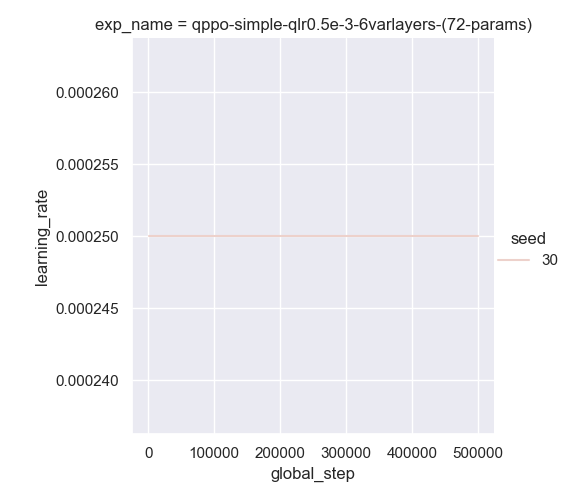 exp_name = qppo-simple-qlr0.5e-3-6varlayers-(72-params)
0.000260
0.000255
0.000250
0.000245
0.000240
learning_rate
seed
30
0 100000 200000 300000 400000 500000
global_step